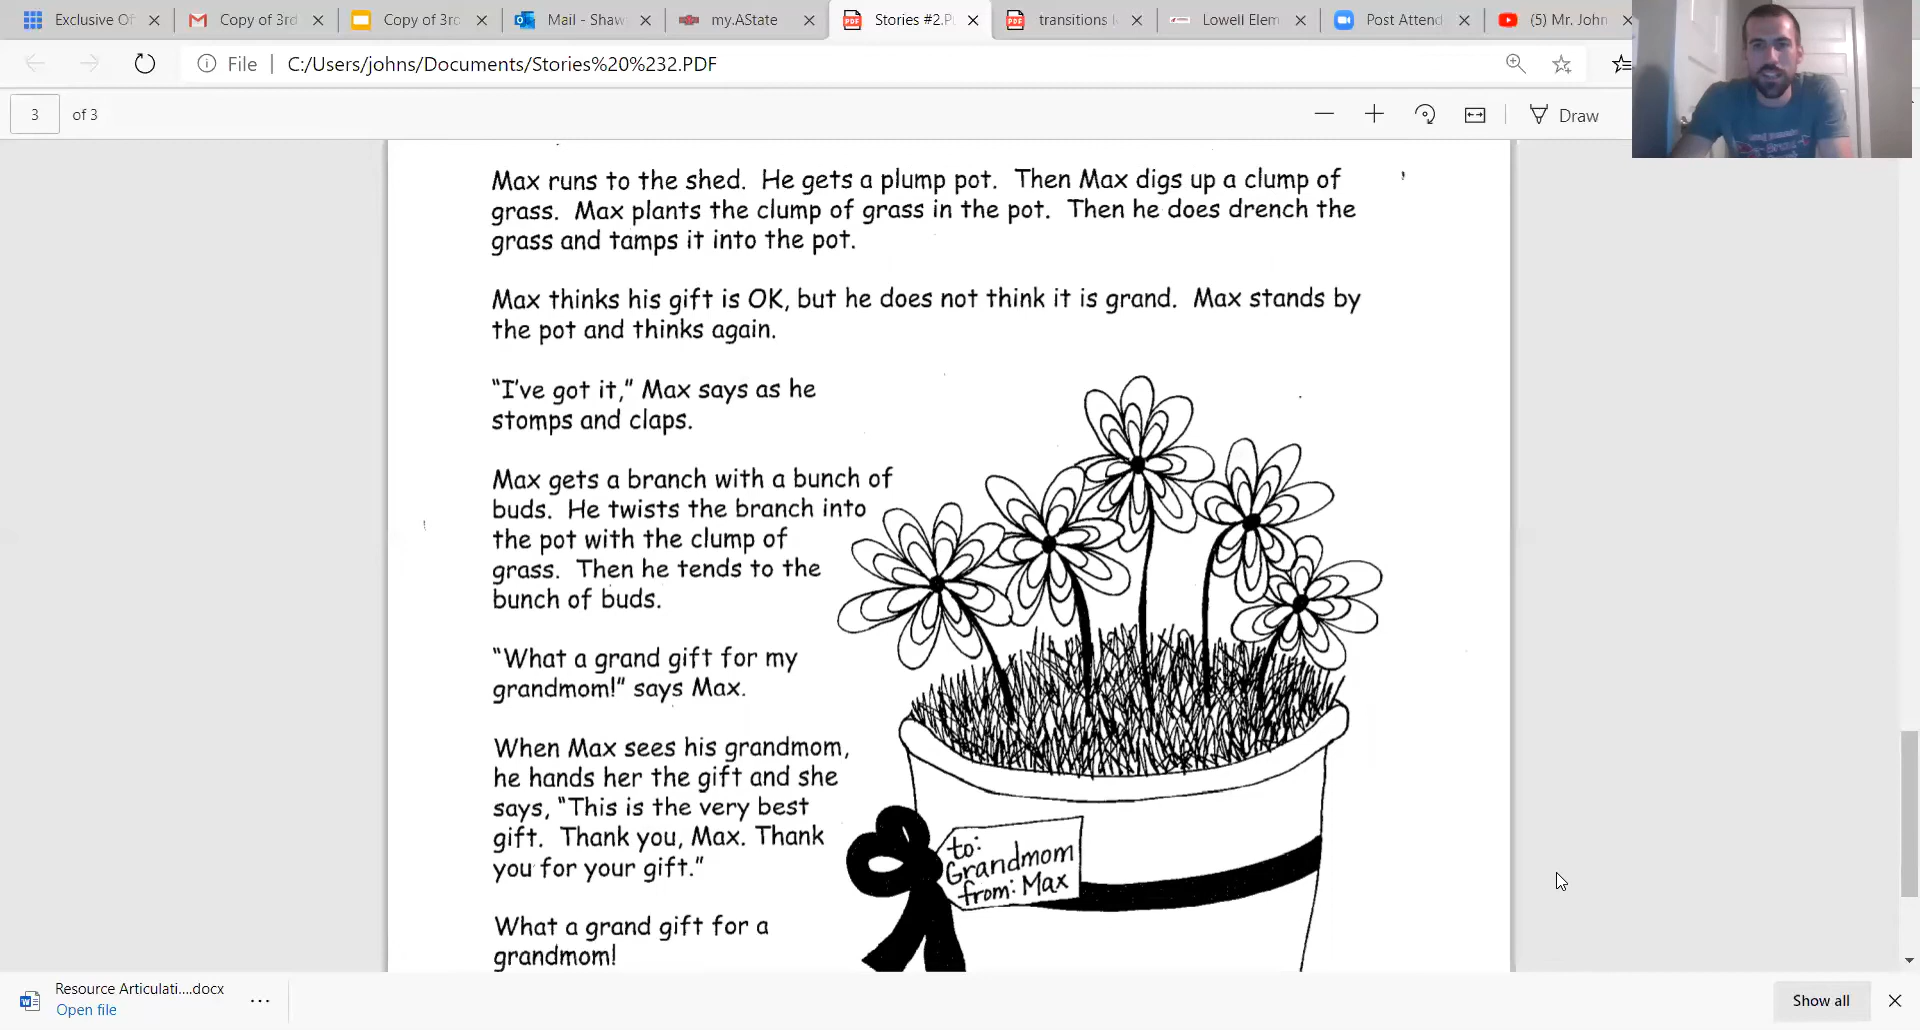 Exclusive Of
Copy of 3rd
Copy of 3rd
Mail - Shaw
my.AState
Stories #2.P
transitions l
Lowell Elem
Post Attend
(5) Mr. John
File
C:/Users/johns/Documents/Stories%20%232.PDF
3 of 3
Draw
Max runs to the shed. He gets a plump pot. Then Max digs up a clump of
grass. Max plants the clump of grass in the pot. Then he does drench the
grass and tamps it into the pot.
Max thinks his gift is OK, but he does not think it is grand. Max stands by
the pot and thinks again.
“I've got it,” Max says as he
stomps and claps.
Max gets a branch with a bunch of
buds. He twists the branch into
the pot with the clump of
grass. Then he tends to the
bunch of buds.
“What a grand gift for my
grandmom!” says Max.
When Max sees his grandmom,
he hands her the gift and she
says, “This is the very best
gift. Thank you, Max. Thank
you for your gift.”
What a grand gift for a
grandmom!
to:
Grandmom
from: Max
Resource Articulati....docx
Open file
Show all